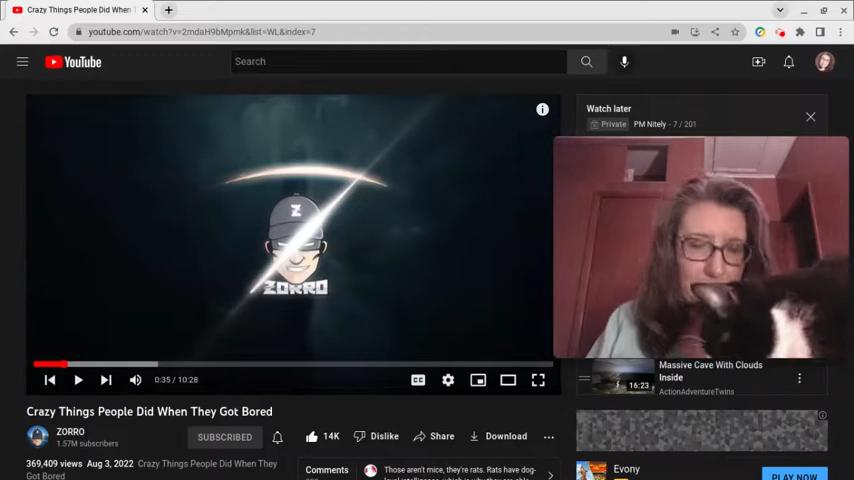 Crazy Things People Did When
youtube.com/watch?v=2mdaH9bMpmk&list=WL&index=7
YouTube
Search
Watch later
Private PM Nitely - 7 / 201
Z
ZORRO
Massive Cave With Clouds
Inside
16:23
ActionAdventureTwins
0:35 / 10:28
CC
Crazy Things People Did When They Got Bored
ZORRO
1.57M subscribers
SUBSCRIBED
14K
Dislike
Share
Download
369,409 views Aug 3, 2022 Crazy Things People Did When They
Got Bored
Comments
Those aren't mice, they're rats. Rats have dog-
Evony
PLAY NOW